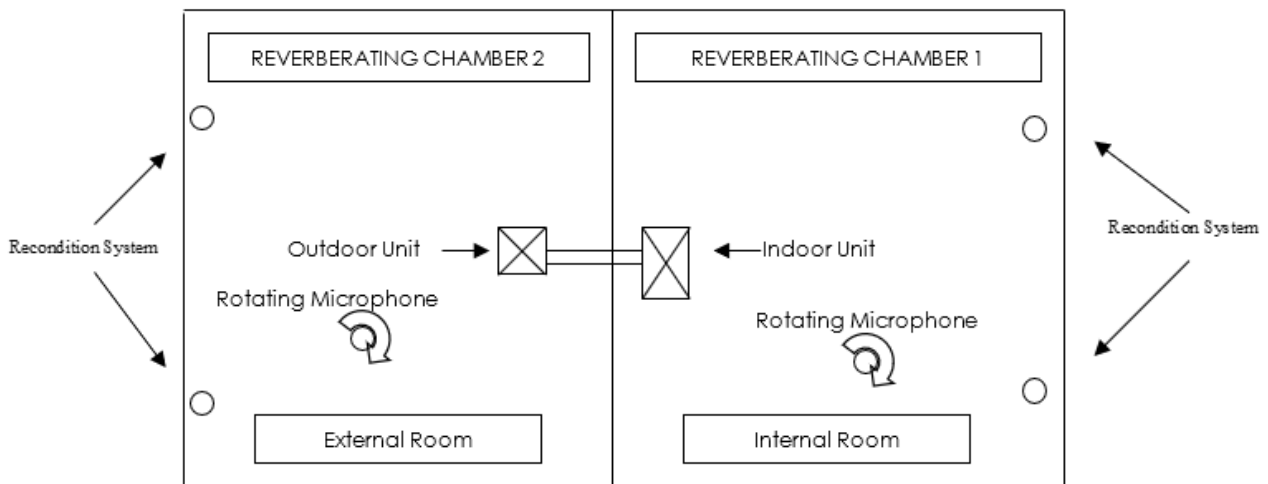 REVERBERATING CHAMBER 2
REVERBERATING CHAMBER 1
Recondition System
Outdoor Unit
Indoor Unit
Recondition System
Rotating Microphone
Rotating Microphone
External Room
Internal Room